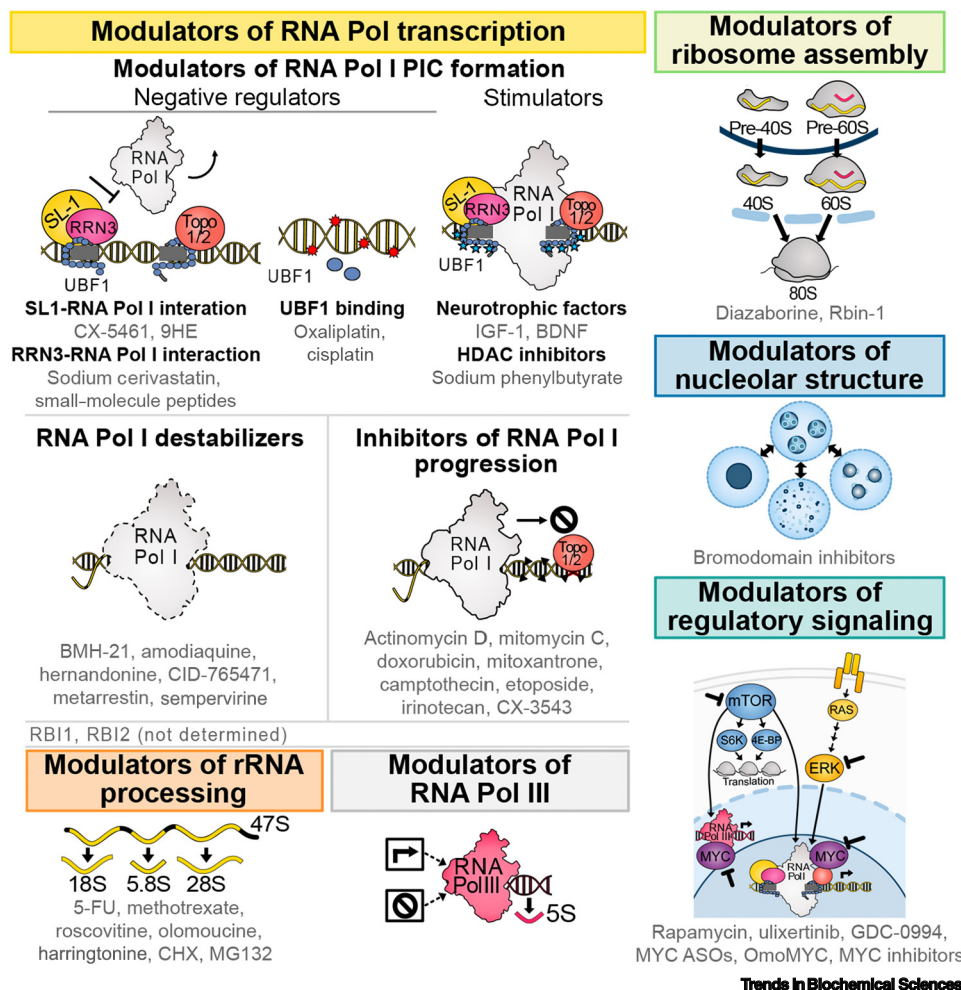 Modulators of RNA Pol transcription
Modulators of RNA Pol I PIC formation
Negative regulators
Stimulators
RNA
Pol I
SL-1
RRN3
Topo
1/2
UBF1
SL1-RNA Pol I interation
CX-5461, 9HE
RRN3-RNA Pol I interaction
Sodium cerivastatin,
small–molecule peptides
UBF1
UBF1 binding
Oxaliplatin,
cisplatin
SL-1
RRN3
RNA
Pol I
Topo
1/2
UBF1
Neurotrophic factors
IGF-1, BDNF
HDAC inhibitors
Sodium phenylbutyrate
RNA Pol I destabilizers
RNA
Pol I
BMH-21, amodiaquine,
hernandonine, CID-765471,
metarrestin, sempervirine
Inhibitors of RNA Pol I
progression
RNA
Pol I
Topo
1/2
Actinomycin D, mitomycin C,
doxorubicin, mitoxantrone,
camptothecin, etoposide,
irinotecan, CX-3543
RBI1, RBI2 (not determined)
Modulators of rRNA
processing
47S
18S 5.8S 28S
5-FU, methotrexate,
roscovitine, olomoucine,
harringtonine, CHX, MG132
Modulators of
RNA Pol III
RNA
PolIII
5S
Modulators of
ribosome assembly
Pre-40S Pre-60S
40S 60S
80S
Diazaborine, Rbin-1
Modulators of
nucleolar structure
Bromodomain inhibitors
Modulators of
regulatory signaling
mTOR
RAS
S6K 4E-BP
Translation
ERK
RNA
Pol III
MYC
MYC
RNA
PolI
Rapamycin, ulixertinib, GDC-0994,
MYC ASOs, OmoMYC, MYC inhibitors
Trends in Biochemical Sciences